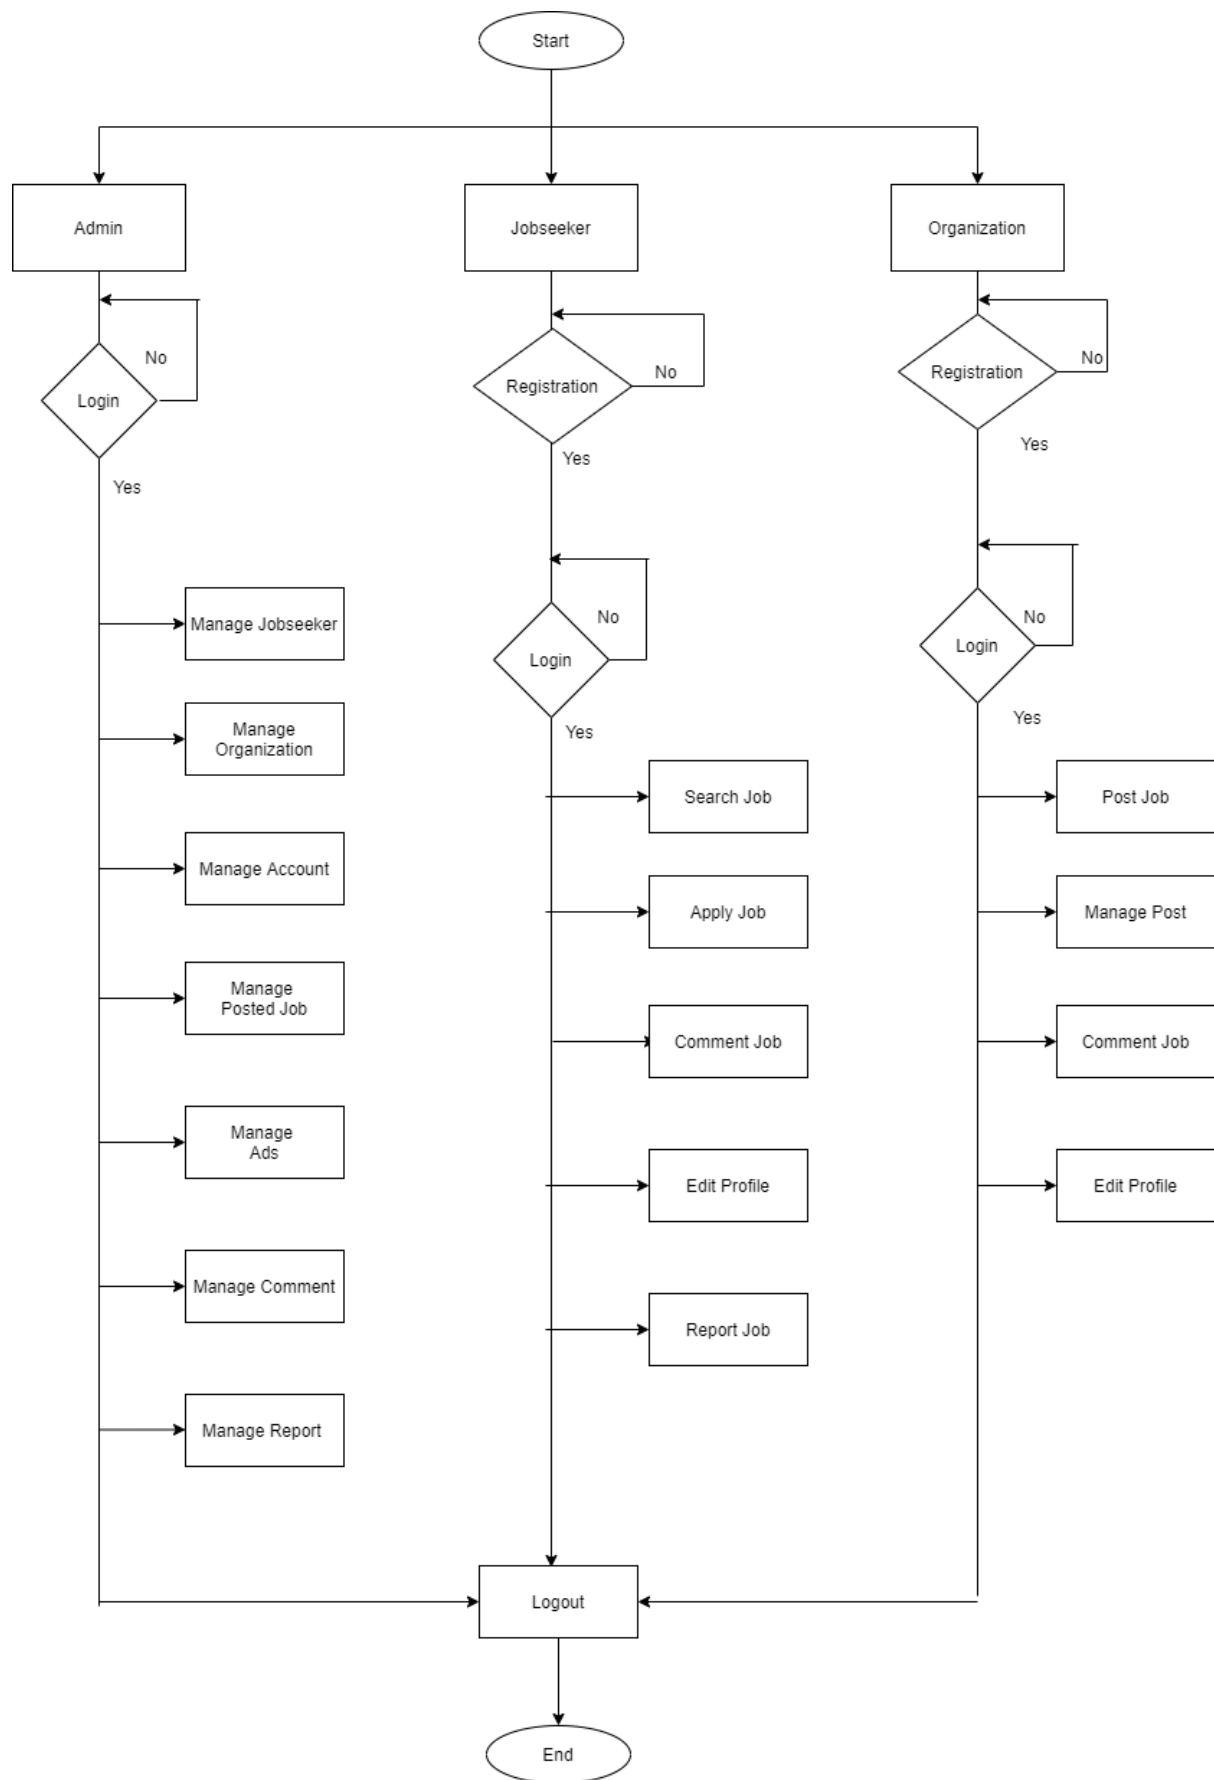 Start
Admin
Jobseeker
Organization
No
Login
Yes
Registration
No
Yes
Registration
No
Yes
No
Login
Yes
No
Login
Yes
Manage Jobseeker
Manage
Organization
Manage Account
Manage
Posted Job
Manage
Ads
Manage Comment
Manage Report
Search Job
Apply Job
Comment Job
Edit Profile
Report Job
Post Job
Manage Post
Comment Job
Edit Profile
Logout
End